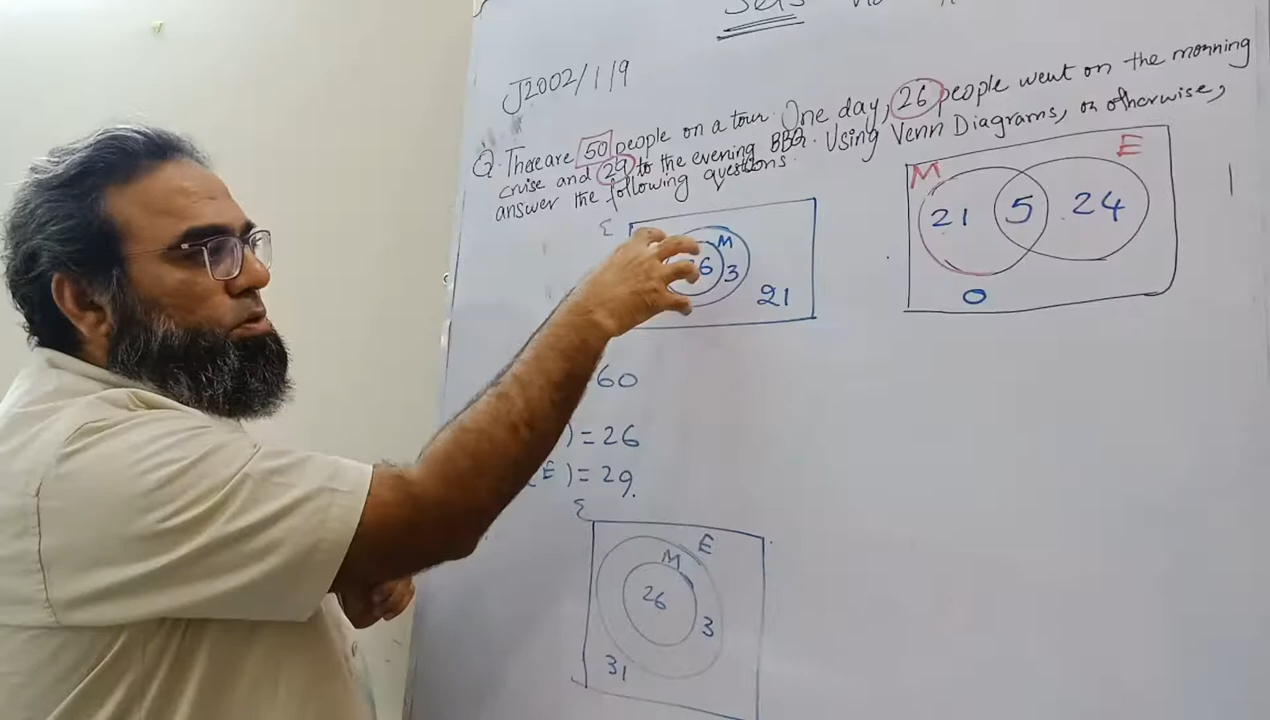 Sets
J2002/1/9
Q. There are 50 people on a tour. One day, 26 people went on the morning
cruise and 29 to the evening BBQ. Using Venn Diagrams, or otherwise,
answer the following questions.
M E
21 5 24
0
ε
M
6 3
21
60
) = 26
(E) = 29.
ε
E
M
26
3
31